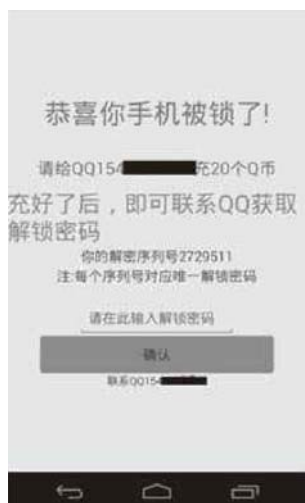 恭喜你手机被锁了!
请给QQ154 充20个Q币
充好了后，即可联系QQ获取
解锁密码
你的解密序列号2729511
注:每个序列号对应唯一解锁密码
请在此输入解锁密码
确认
联系QQ154